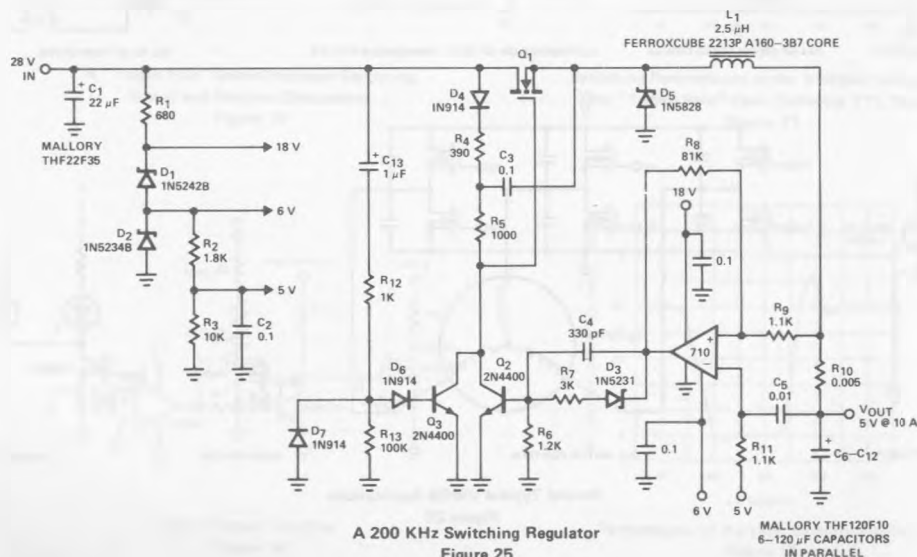 L1
2.5 μH
FERROXCUBE 2213P A160–3B7 CORE
28 V
IN
Q1
C1
22 μF
MALLORY
THF22F35
R1
680
18 V
D1
1N5242B
6 V
D2
1N5234B
R2
1.8K
5 V
R3
10K
C2
0.1
C13
1 μF
R12
1K
D4
IN914
R4
390
C3
0.1
R5
1000
D5
1N5828
R8
81K
18 V
0.1
R9
1.1K
710
+
−
R10
0.005
C4
330 pF
R7
3K
D3
1N5231
Q2
2N4400
D6
1N914
Q3
2N4400
D7
1N914
R13
100K
R6
1.2K
0.1
C5
0.01
R11
1.1K
VOUT
5 V @ 10 A
C6–C12
6 V
5 V
MALLORY THF120F10
6–120 μF CAPACITORS
IN PARALLEL
A 200 KHz Switching Regulator
Figure 25